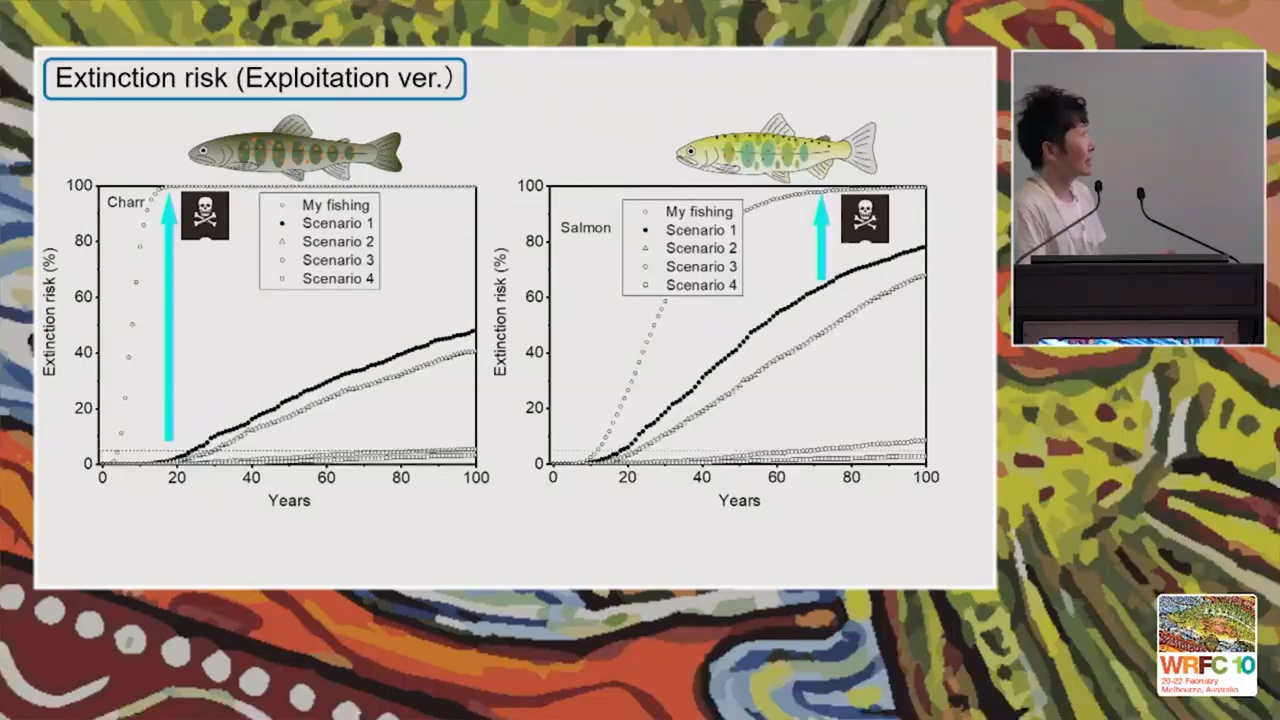 Extinction risk (Exploitation ver.)
Charr
My fishing
Scenario 1
Scenario 2
Scenario 3
Scenario 4
Extinction risk (%)
100
80
60
40
20
0
0 20 40 60 80 100
Years
Salmon
My fishing
Scenario 1
Scenario 2
Scenario 3
Scenario 4
Extinction risk (%)
100
80
60
40
20
0
0 20 40 60 80 100
Years
WRFC 10
20-22 February
Melbourne, Australia